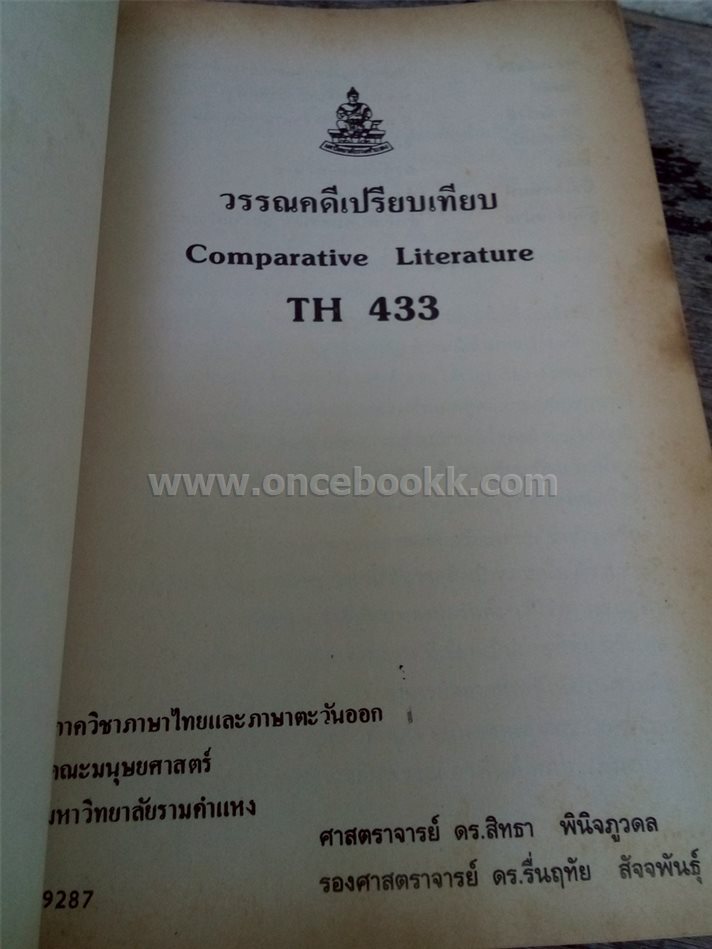 วรรณคดีเปรียบเทียบ
Comparative Literature
TH 433
www.oncebookk.com
ภาควิชาภาษาไทยและภาษาตะวันออก
คณะมนุษยศาสตร์
มหาวิทยาลัยรามคำแหง
ศาสตราจารย์ ดร.สิทธา พินิจภูวดล
รองศาสตราจารย์ ดร.รื่นฤทัย สัจจพันธุ์
9287